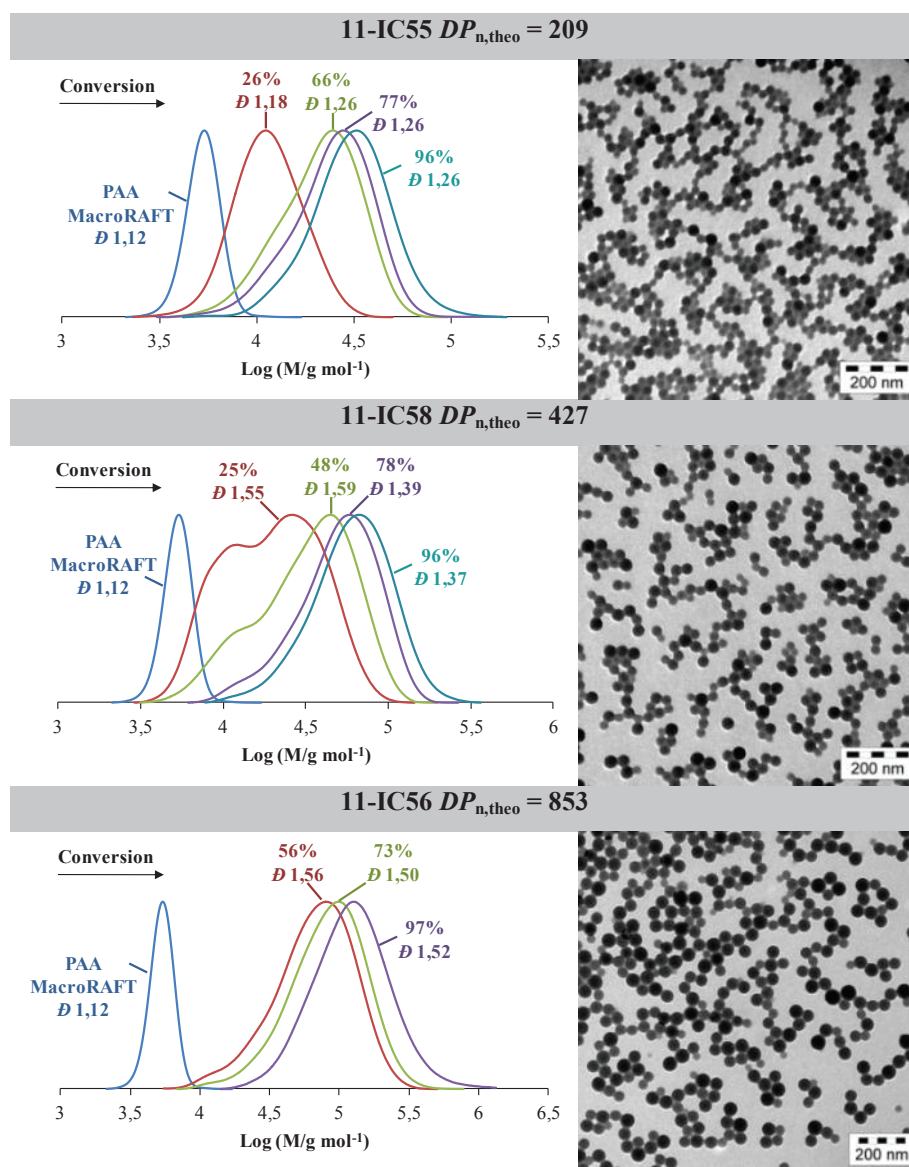 11-IC55 DPn,theo = 209
Conversion
26%
Đ 1,18
66%
Đ 1,26
77%
Đ 1,26
96%
Đ 1,26
PAA
MacroRAFT
Đ 1,12
3 3,5 4 4,5 5 5,5
Log (M/g mol-1)
200 nm
11-IC58 DPn,theo = 427
Conversion
25%
Đ 1,55
48%
Đ 1,59
78%
Đ 1,39
96%
Đ 1,37
PAA
MacroRAFT
Đ 1,12
3 3,5 4 4,5 5 5,5 6
Log (M/g mol-1)
200 nm
11-IC56 DPn,theo = 853
Conversion
56%
Đ 1,56
73%
Đ 1,50
97%
Đ 1,52
PAA
MacroRAFT
Đ 1,12
3 3,5 4 4,5 5 5,5 6 6,5
Log (M/g mol-1)
200 nm